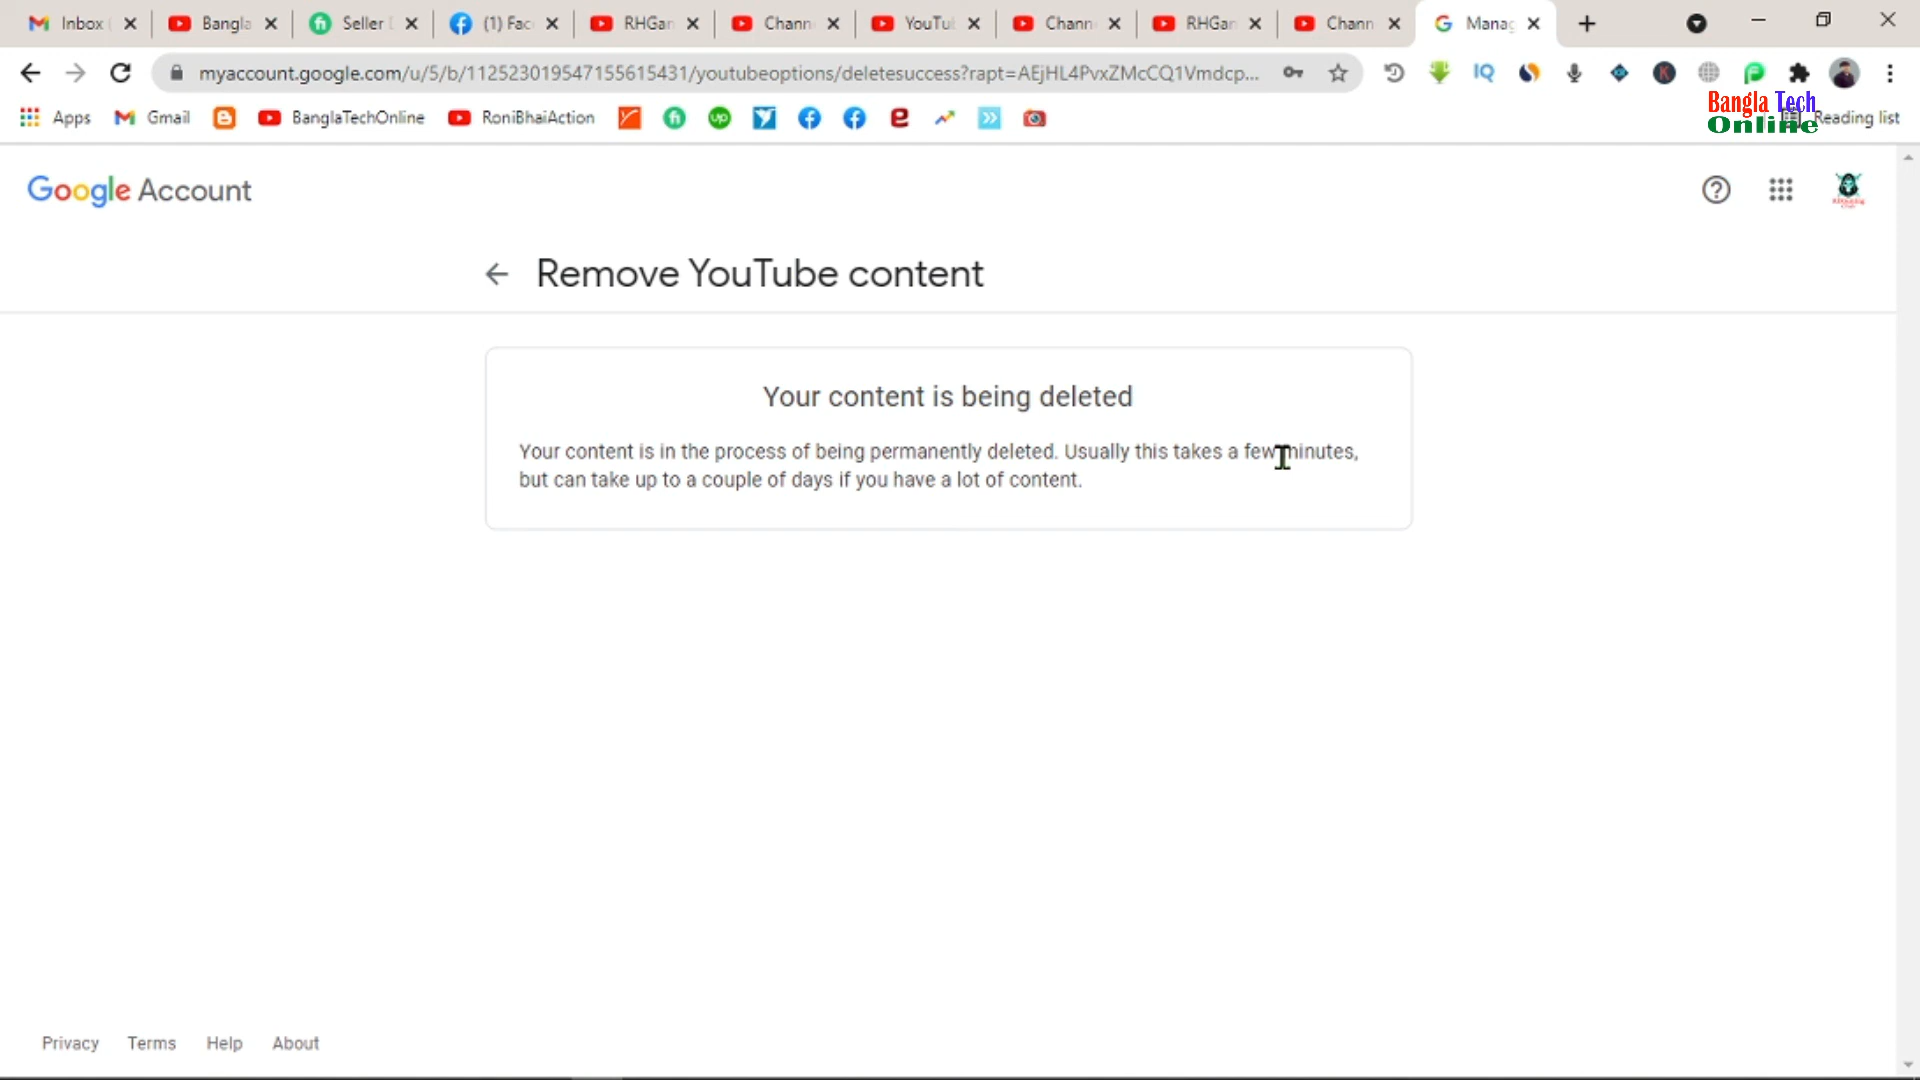 Inbox
Bangla
Seller
(1) Fac
RHGan
Chann
YouTu
Chann
RHGan
Chann
Manag
myaccount.google.com/u/5/b/112523019547155615431/youtubeoptions/deletesuccess?rapt=AEjHL4PvxZMcCQ1Vmdcp...
IQ
Apps
Gmail
BanglaTechOnline
RoniBhaiAction
up
Bangla Tech
Online
Reading list
Google Account
Remove YouTube content
Your content is being deleted
Your content is in the process of being permanently deleted. Usually this takes a few minutes,
but can take up to a couple of days if you have a lot of content.
Privacy Terms Help About